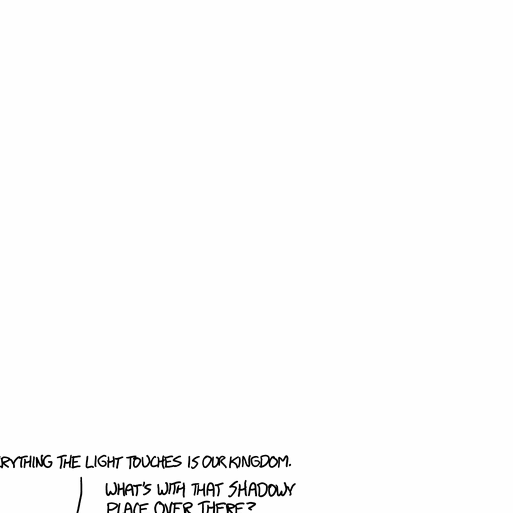 RYTHING THE LIGHT TOUCHES IS OUR KINGDOM.
WHAT'S WITH THAT SHADOWY
PLACE OVER THERE?